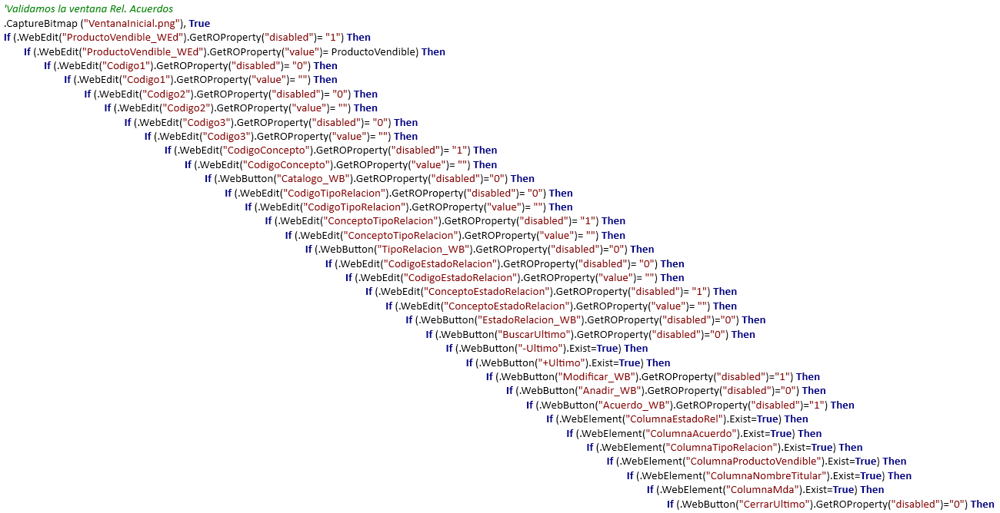 'Validamos la ventana Rel. Acuerdos
.CaptureBitmap ("VentanaInicial.png"), True
If (.WebEdit("ProductoVendible_WEd").GetROProperty("disabled")= "1") Then
If (.WebEdit("ProductoVendible_WEd").GetROProperty("value")= ProductoVendible) Then
If (.WebEdit("Codigo1").GetROProperty("disabled")= "0") Then
If (.WebEdit("Codigo1").GetROProperty("value")= "") Then
If (.WebEdit("Codigo2").GetROProperty("disabled")= "0") Then
If (.WebEdit("Codigo2").GetROProperty("value")= "") Then
If (.WebEdit("Codigo3").GetROProperty("disabled")= "0") Then
If (.WebEdit("Codigo3").GetROProperty("value")= "") Then
If (.WebEdit("CodigoConcepto").GetROProperty("disabled")= "1") Then
If (.WebEdit("CodigoConcepto").GetROProperty("value")= "") Then
If (.WebButton("Catalogo_WB").GetROProperty("disabled")="0") Then
If (.WebEdit("CodigoTipoRelacion").GetROProperty("disabled")= "0") Then
If (.WebEdit("CodigoTipoRelacion").GetROProperty("value")= "") Then
If (.WebEdit("ConceptoTipoRelacion").GetROProperty("disabled")= "1") Then
If (.WebEdit("ConceptoTipoRelacion").GetROProperty("value")= "") Then
If (.WebButton("TipoRelacion_WB").GetROProperty("disabled")="0") Then
If (.WebEdit("CodigoEstadoRelacion").GetROProperty("disabled")= "0") Then
If (.WebEdit("CodigoEstadoRelacion").GetROProperty("value")= "") Then
If (.WebEdit("ConceptoEstadoRelacion").GetROProperty("disabled")= "1") Then
If (.WebEdit("ConceptoEstadoRelacion").GetROProperty("value")= "") Then
If (.WebButton("EstadoRelacion_WB").GetROProperty("disabled")="0") Then
If (.WebButton("BuscarUltimo").GetROProperty("disabled")="0") Then
If (.WebButton("-Ultimo").Exist=True) Then
If (.WebButton("+Ultimo").Exist=True) Then
If (.WebButton("Modificar_WB").GetROProperty("disabled")="1") Then
If (.WebButton("Anadir_WB").GetROProperty("disabled")="0") Then
If (.WebButton("Acuerdo_WB").GetROProperty("disabled")="1") Then
If (.WebElement("ColumnaEstadoRel").Exist=True) Then
If (.WebElement("ColumnaAcuerdo").Exist=True) Then
If (.WebElement("ColumnaTipoRelacion").Exist=True) Then
If (.WebElement("ColumnaProductoVendible").Exist=True) Then
If (.WebElement("ColumnaNombreTitular").Exist=True) Then
If (.WebElement("ColumnaMda").Exist=True) Then
If (.WebButton("CerrarUltimo").GetROProperty("disabled")="0") Then